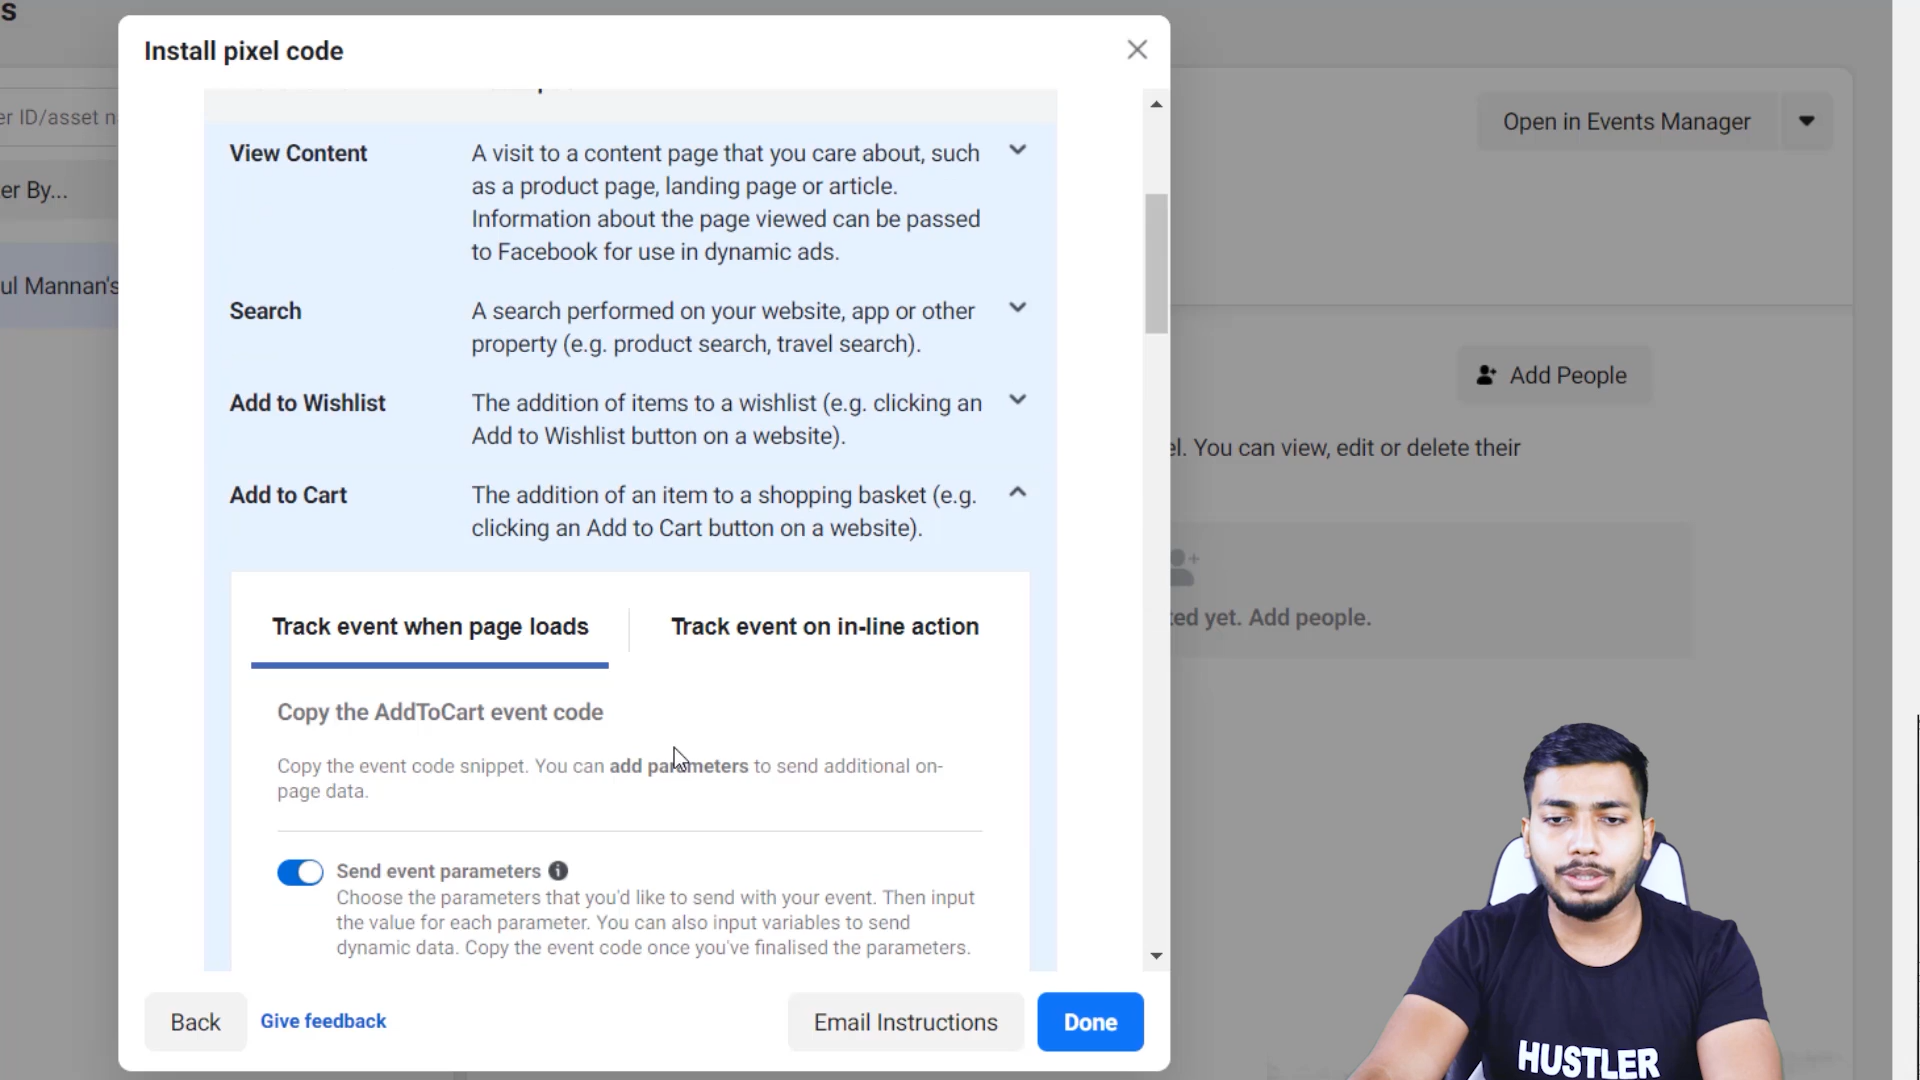 s
Install pixel code
er ID/asset n
Open in Events Manager
View Content
A visit to a content page that you care about, such
as a product page, landing page or article.
Information about the page viewed can be passed
to Facebook for use in dynamic ads.
er By...
ul Mannan's
Search
A search performed on your website, app or other
property (e.g. product search, travel search).
Add People
Add to Wishlist
The addition of items to a wishlist (e.g. clicking an
Add to Wishlist button on a website).
el. You can view, edit or delete their
Add to Cart
The addition of an item to a shopping basket (e.g.
clicking an Add to Cart button on a website).
ted yet. Add people.
Track event when page loads
Track event on in-line action
Copy the AddToCart event code
Copy the event code snippet. You can add parameters to send additional on-
page data.
Send event parameters
Choose the parameters that you'd like to send with your event. Then input
the value for each parameter. You can also input variables to send
dynamic data. Copy the event code once you've finalised the parameters.
Back
Give feedback
Email Instructions
Done
HUSTLER